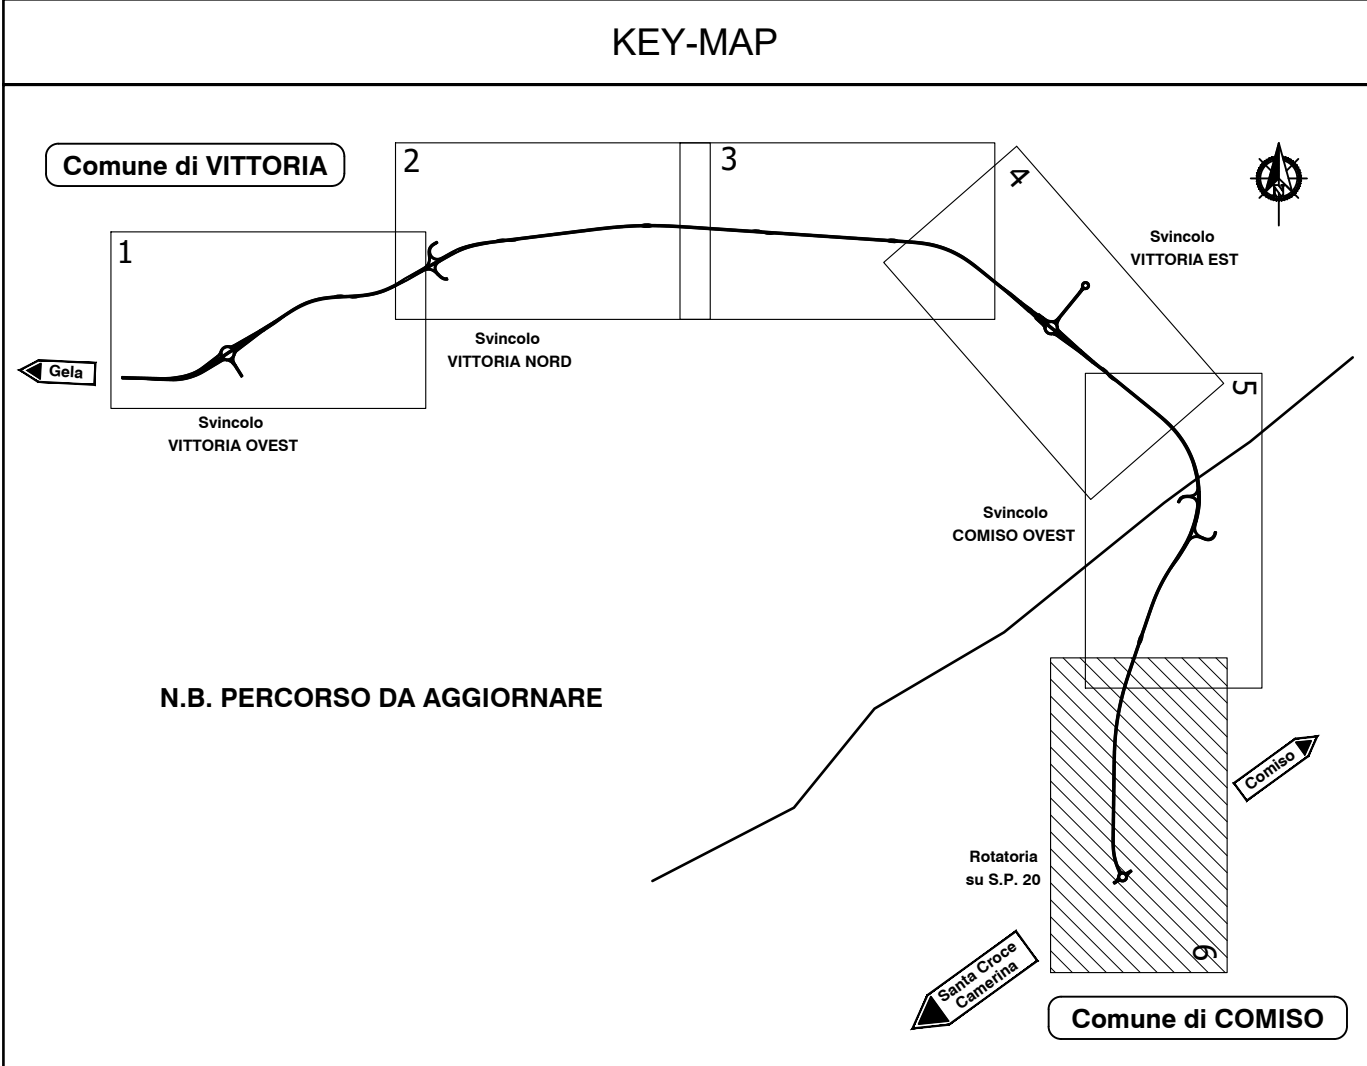 KEY-MAP
Comune di VITTORIA
2
3
4
1
Svincolo
VITTORIA EST
N
Svincolo
VITTORIA NORD
Gela
5
Svincolo
VITTORIA OVEST
Svincolo
COMISO OVEST
N.B. PERCORSO DA AGGIORNARE
Comiso
Rotatoria
su S.P. 20
6
Santa Croce
Camerina
Comune di COMISO